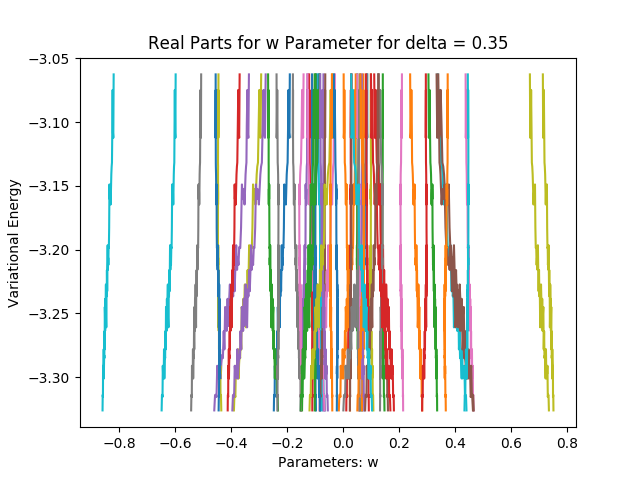 Real Parts for w Parameter for delta = 0.35
−3.05
−3.10
−3.15
−3.20
−3.25
−3.30
Variational Energy
−0.8 −0.6 −0.4 −0.2 0.0 0.2 0.4 0.6 0.8
Parameters: w